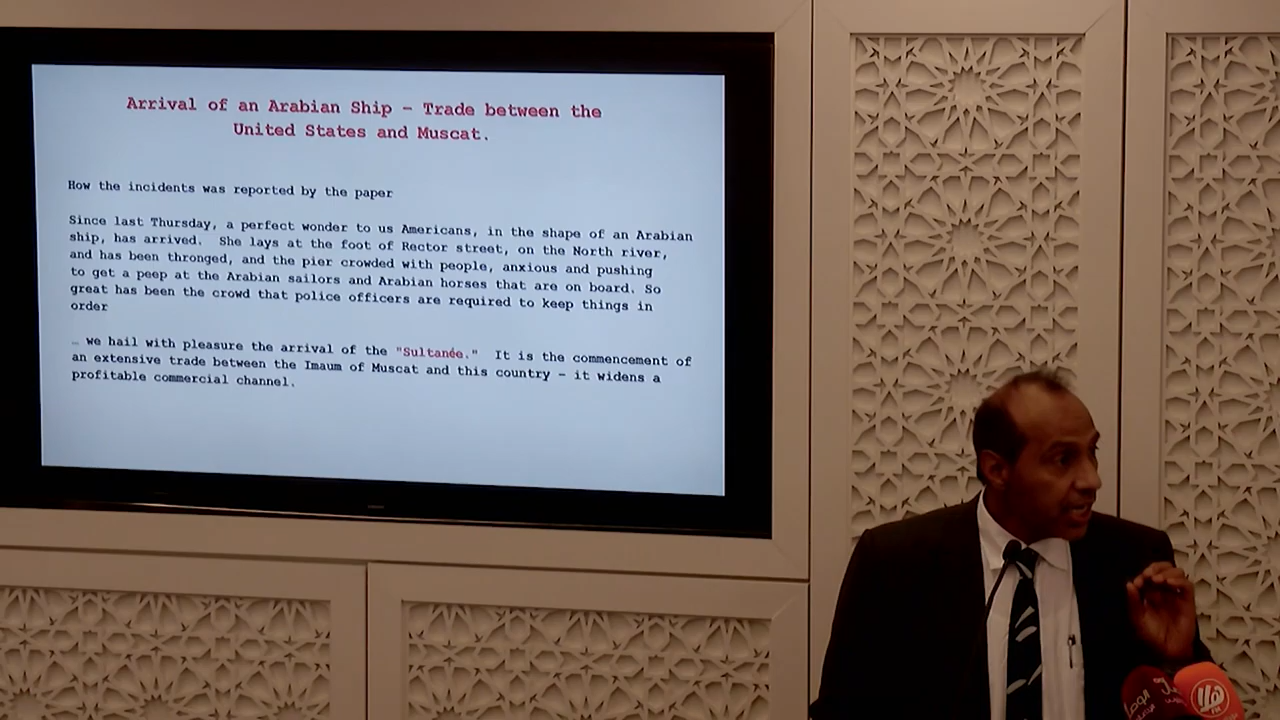 Arrival of an Arabian Ship – Trade between the
United States and Muscat.
How the incidents was reported by the paper
Since last Thursday, a perfect wonder to us Americans, in the shape of an Arabian
ship, has arrived. She lays at the foot of Rector street, on the North river,
and has been thronged, and the pier crowded with people, anxious and pushing
to get a peep at the Arabian sailors and Arabian horses that are on board. So
great has been the crowd that police officers are required to keep things in
order
… we hail with pleasure the arrival of the "Sultanée." It is the commencement of
an extensive trade between the Imaum of Muscat and this country – it widens a
profitable commercial channel.
هلا
FM